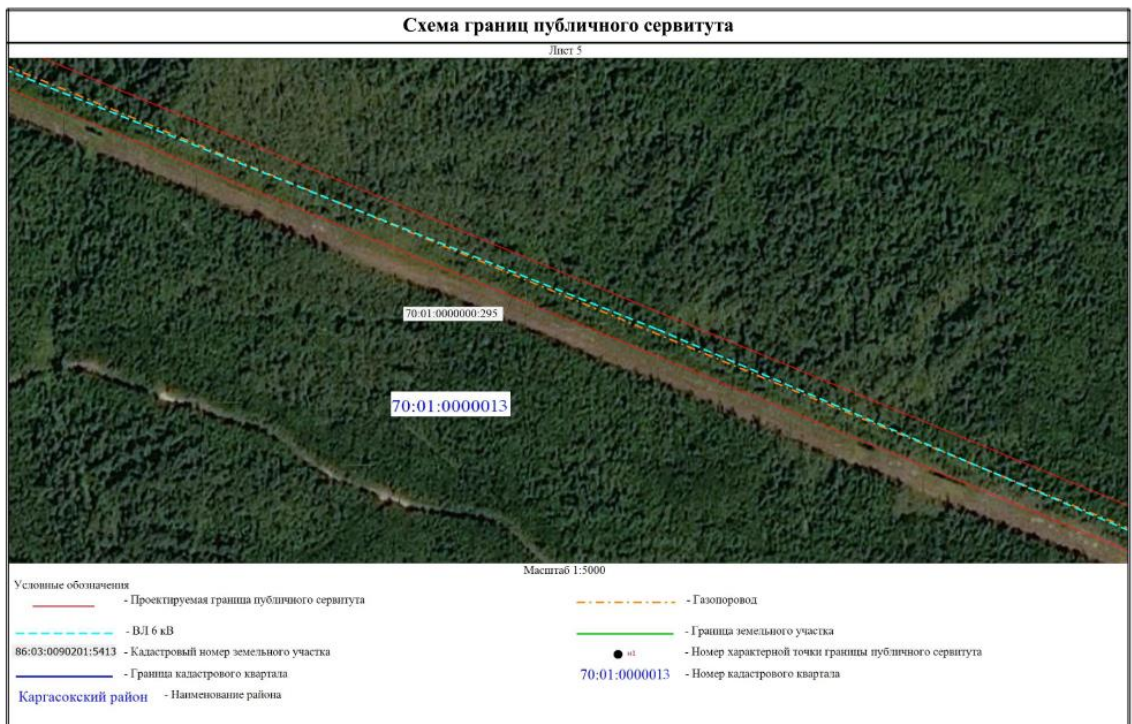 Схема границ публичного сервитута
Лист 5
70:01:0000000:295
70:01:0000013
Масштаб 1:5000
Условные обозначения
- Проектируемая граница публичного сервитута
- Газопоровод
- ВЛ 6 кВ
- Граница земельного участка
86:03:0090201:5413 - Кадастровый номер земельного участка
н1 - Номер характерной точки границы публичного сервитута
- Граница кадастрового квартала
70:01:0000013 - Номер кадастрового квартала
Каргасокский район - Наименование района